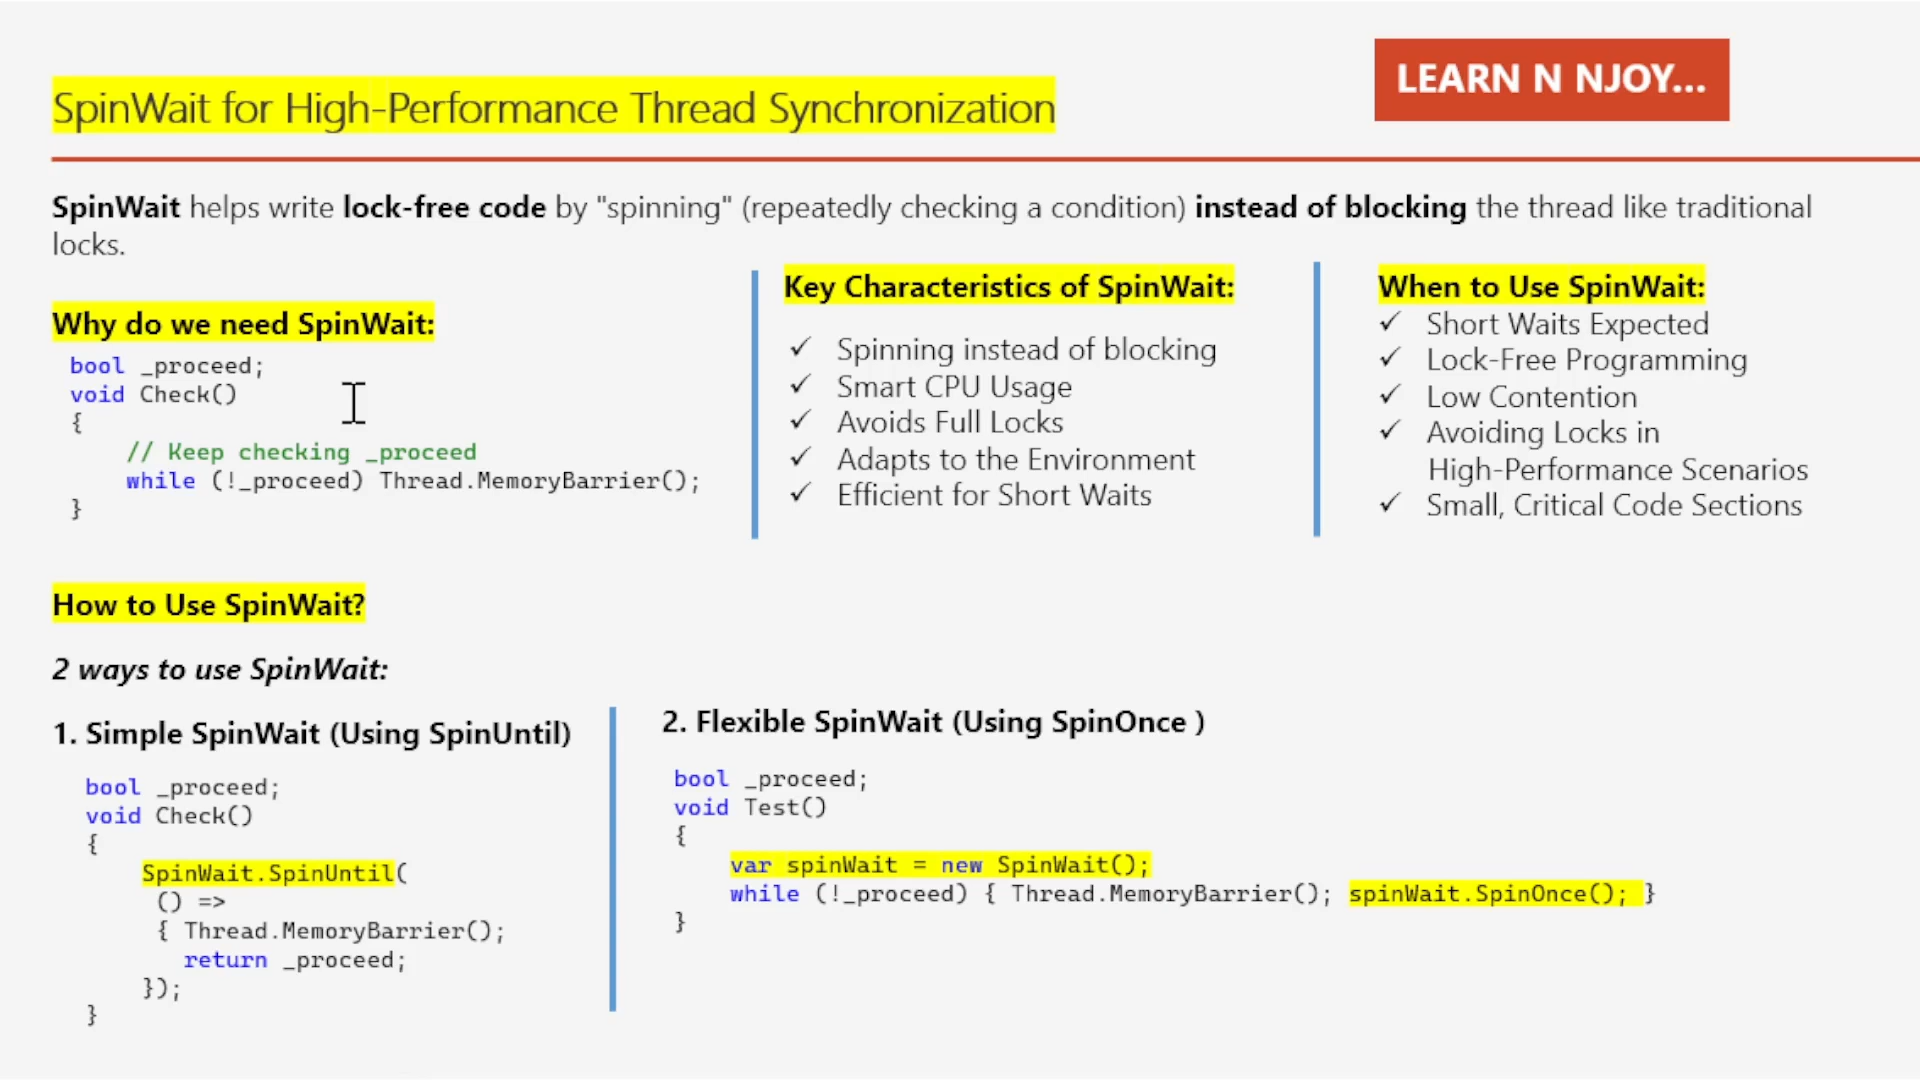 SpinWait for High-Performance Thread Synchronization
LEARN N NJOY...
SpinWait helps write lock-free code by "spinning" (repeatedly checking a condition) instead of blocking the thread like traditional
locks.
Why do we need SpinWait:
bool _proceed;
void Check()
{
// Keep checking _proceed
while (!_proceed) Thread.MemoryBarrier();
}
Key Characteristics of SpinWait:
✓ Spinning instead of blocking
✓ Smart CPU Usage
✓ Avoids Full Locks
✓ Adapts to the Environment
✓ Efficient for Short Waits
When to Use SpinWait:
✓ Short Waits Expected
✓ Lock-Free Programming
✓ Low Contention
✓ Avoiding Locks in
High-Performance Scenarios
✓ Small, Critical Code Sections
How to Use SpinWait?
2 ways to use SpinWait:
1. Simple SpinWait (Using SpinUntil)
bool _proceed;
void Check()
{
SpinWait.SpinUntil(
() =>
{ Thread.MemoryBarrier();
return _proceed;
});
}
2. Flexible SpinWait (Using SpinOnce )
bool _proceed;
void Test()
{
var spinWait = new SpinWait();
while (!_proceed) { Thread.MemoryBarrier(); spinWait.SpinOnce(); }
}